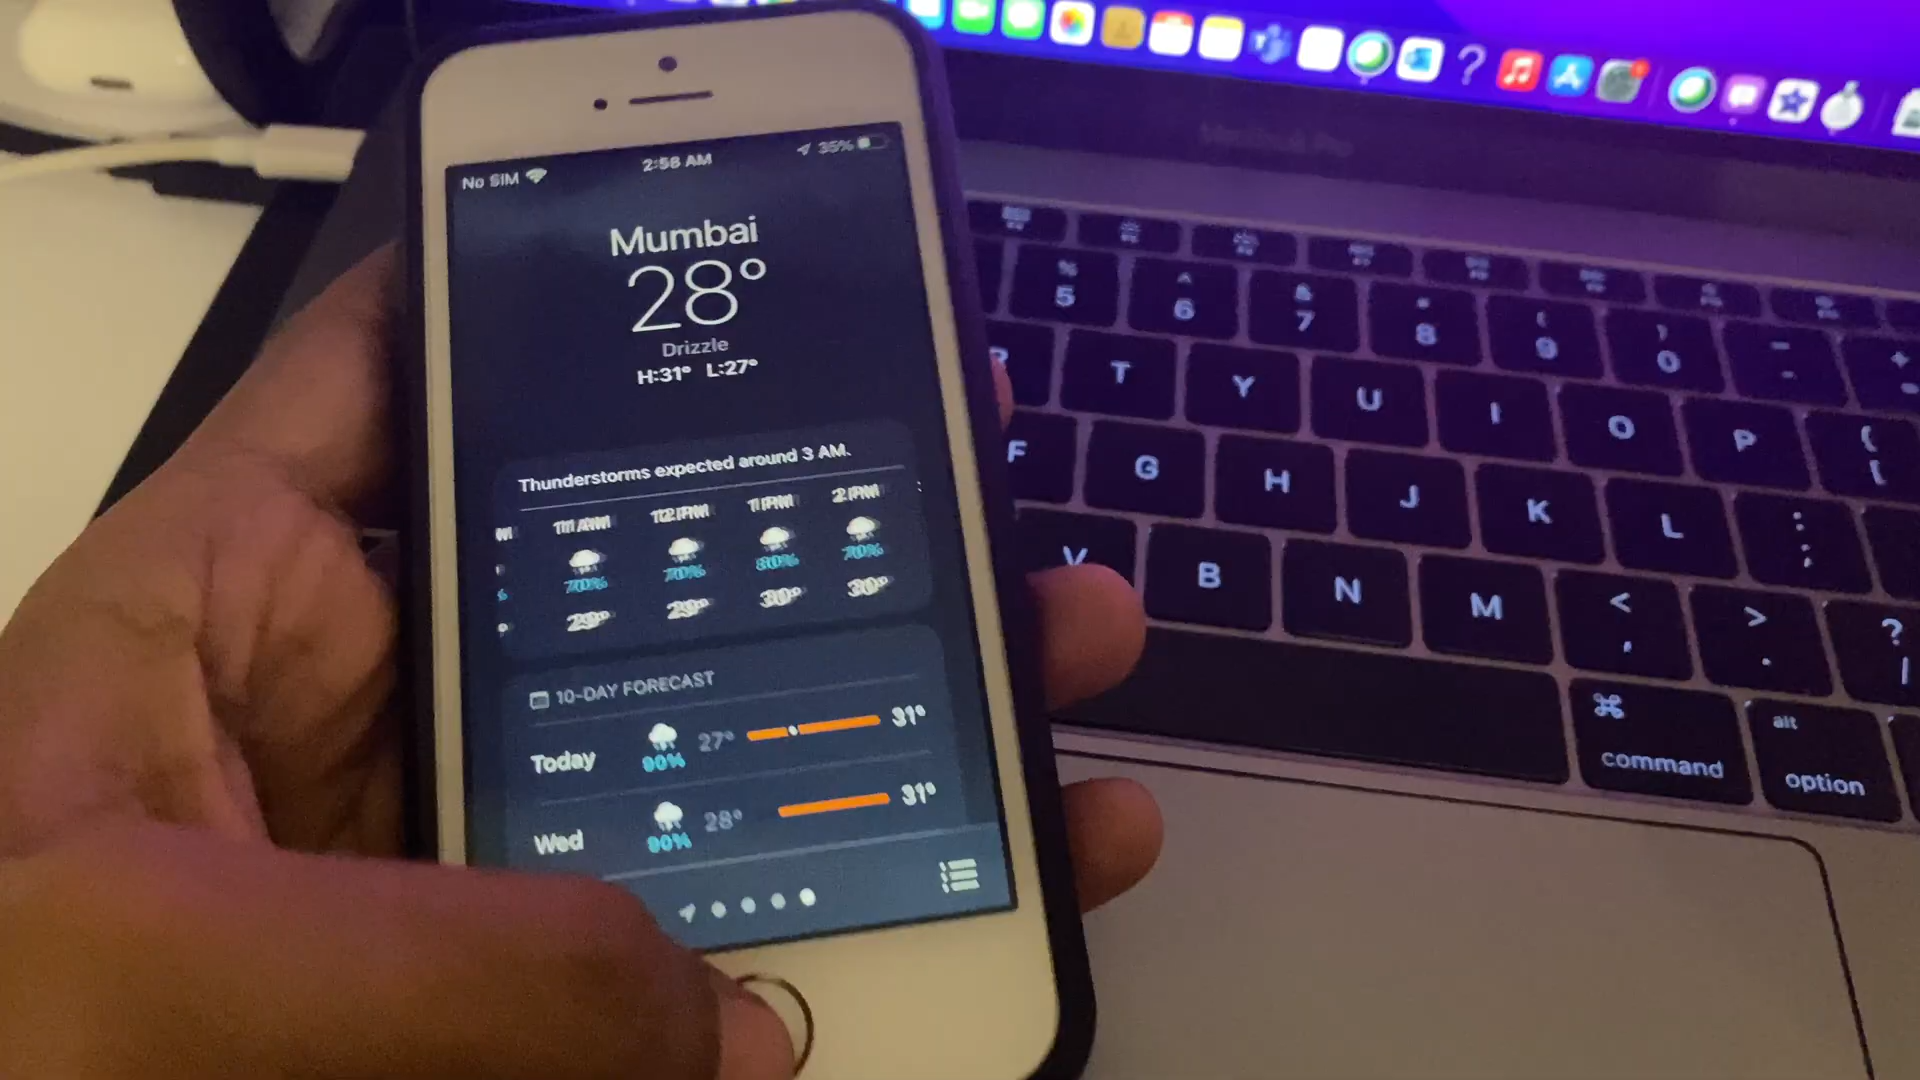 No SIM 2:58 AM 35%
Mumbai
28°
Drizzle
H:31° L:27°
Thunderstorms expected around 3 AM.
11 AM 12 PM 1 PM 2 PM
70% 70% 80% 70%
29° 29° 30° 30°
10-DAY FORECAST
Today 90% 27° 31°
Wed 90% 28° 31°
MacBook Pro
% ^ & * ( ) _ +
5 6 7 8 9 0 - =
T Y U I O P { [
F G H J K L : ;
V B N M < , > . ? /
⌘ command alt option